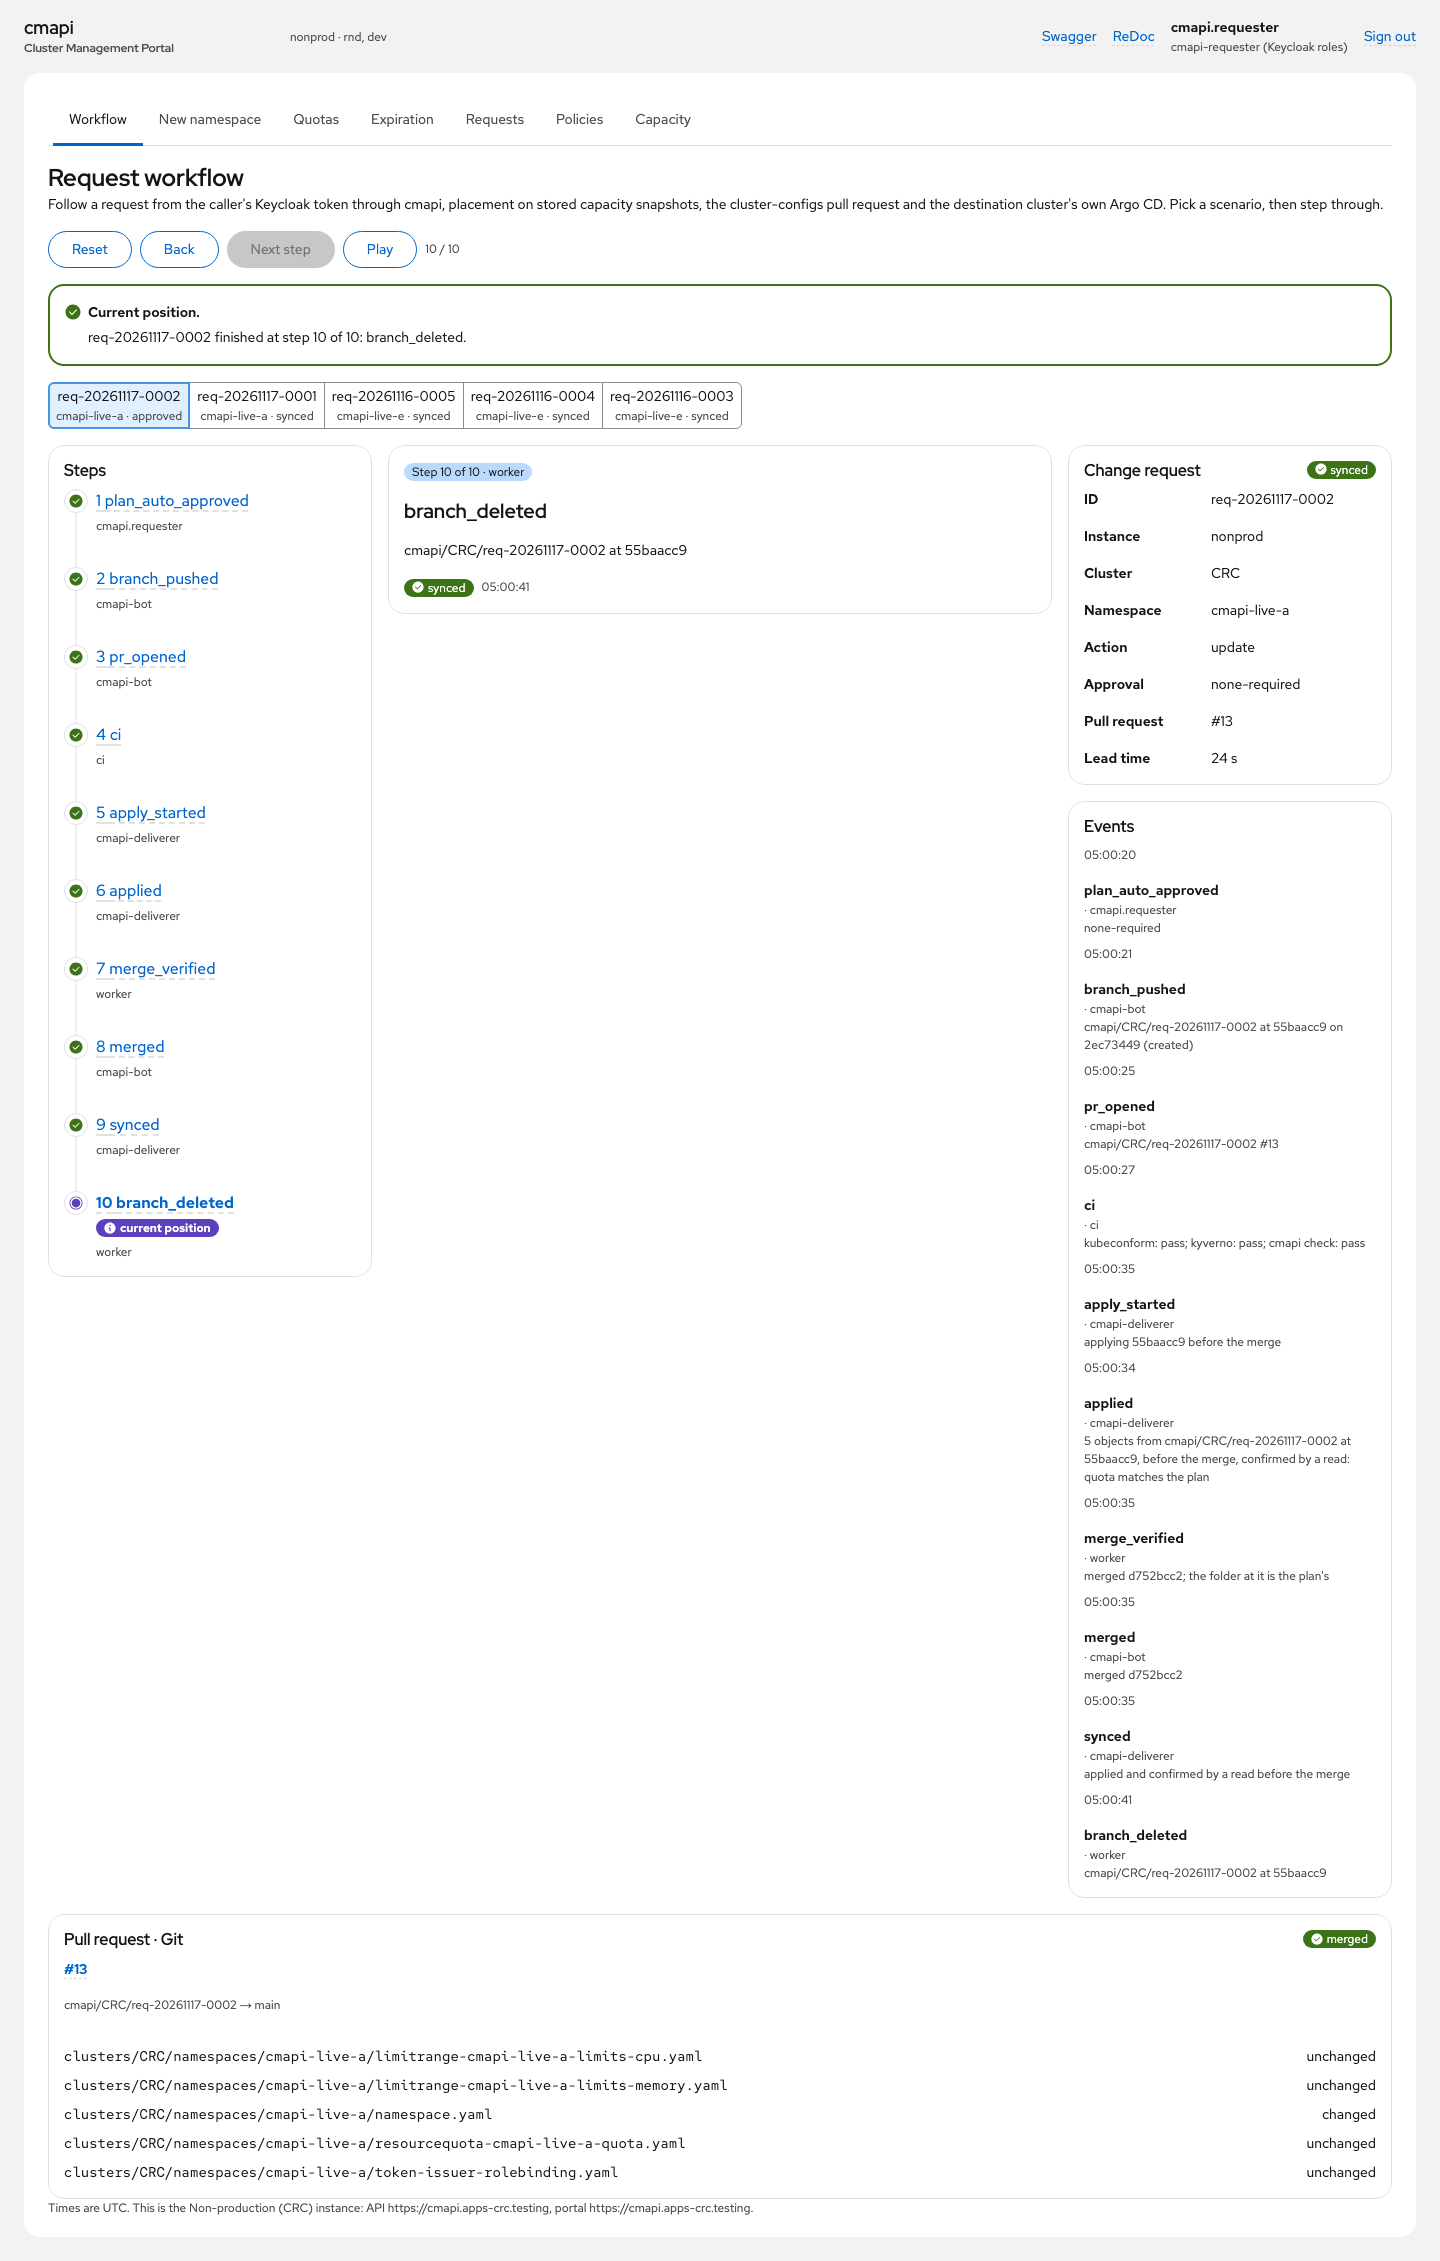 cmapi
Cluster Management Portal
nonprod · rnd, dev
Swagger
ReDoc
cmapi.requester
cmapi-requester (Keycloak roles)
Sign out
Workflow
New namespace
Quotas
Expiration
Requests
Policies
Capacity
Request workflow
Follow a request from the caller's Keycloak token through cmapi, placement on stored capacity snapshots, the cluster-configs pull request and the destination cluster's own Argo CD. Pick a scenario, then step through.
Reset
Back
Next step
Play
10 / 10
Current position.
req-20261117-0002 finished at step 10 of 10: branch_deleted.
req-20261117-0002
cmapi-live-a · approved
req-20261117-0001
cmapi-live-a · synced
req-20261116-0005
cmapi-live-e · synced
req-20261116-0004
cmapi-live-e · synced
req-20261116-0003
cmapi-live-e · synced
Steps
1 plan_auto_approved
cmapi.requester
2 branch_pushed
cmapi-bot
3 pr_opened
cmapi-bot
4 ci
ci
5 apply_started
cmapi-deliverer
6 applied
cmapi-deliverer
7 merge_verified
worker
8 merged
cmapi-bot
9 synced
cmapi-deliverer
10 branch_deleted
current position
worker
Step 10 of 10 · worker
branch_deleted
cmapi/CRC/req-20261117-0002 at 55baacc9
synced
05:00:41
Change request
synced
ID req-20261117-0002
Instance nonprod
Cluster CRC
Namespace cmapi-live-a
Action update
Approval none-required
Pull request #13
Lead time 24 s
Events
05:00:20
plan_auto_approved
· cmapi.requester
none-required
05:00:21
branch_pushed
· cmapi-bot
cmapi/CRC/req-20261117-0002 at 55baacc9 on
2ec73449 (created)
05:00:25
pr_opened
· cmapi-bot
cmapi/CRC/req-20261117-0002 #13
05:00:27
ci
· ci
kubeconform: pass; kyverno: pass; cmapi check: pass
05:00:35
apply_started
· cmapi-deliverer
applying 55baacc9 before the merge
05:00:34
applied
· cmapi-deliverer
5 objects from cmapi/CRC/req-20261117-0002 at
55baacc9, before the merge, confirmed by a read:
quota matches the plan
05:00:35
merge_verified
· worker
merged d752bcc2; the folder at it is the plan's
05:00:35
merged
· cmapi-bot
merged d752bcc2
05:00:35
synced
· cmapi-deliverer
applied and confirmed by a read before the merge
05:00:41
branch_deleted
· worker
cmapi/CRC/req-20261117-0002 at 55baacc9
Pull request · Git
merged
#13
cmapi/CRC/req-20261117-0002 → main
clusters/CRC/namespaces/cmapi-live-a/limitrange-cmapi-live-a-limits-cpu.yaml unchanged
clusters/CRC/namespaces/cmapi-live-a/limitrange-cmapi-live-a-limits-memory.yaml unchanged
clusters/CRC/namespaces/cmapi-live-a/namespace.yaml changed
clusters/CRC/namespaces/cmapi-live-a/resourcequota-cmapi-live-a-quota.yaml unchanged
clusters/CRC/namespaces/cmapi-live-a/token-issuer-rolebinding.yaml unchanged
Times are UTC. This is the Non-production (CRC) instance: API https://cmapi.apps-crc.testing, portal https://cmapi.apps-crc.testing.